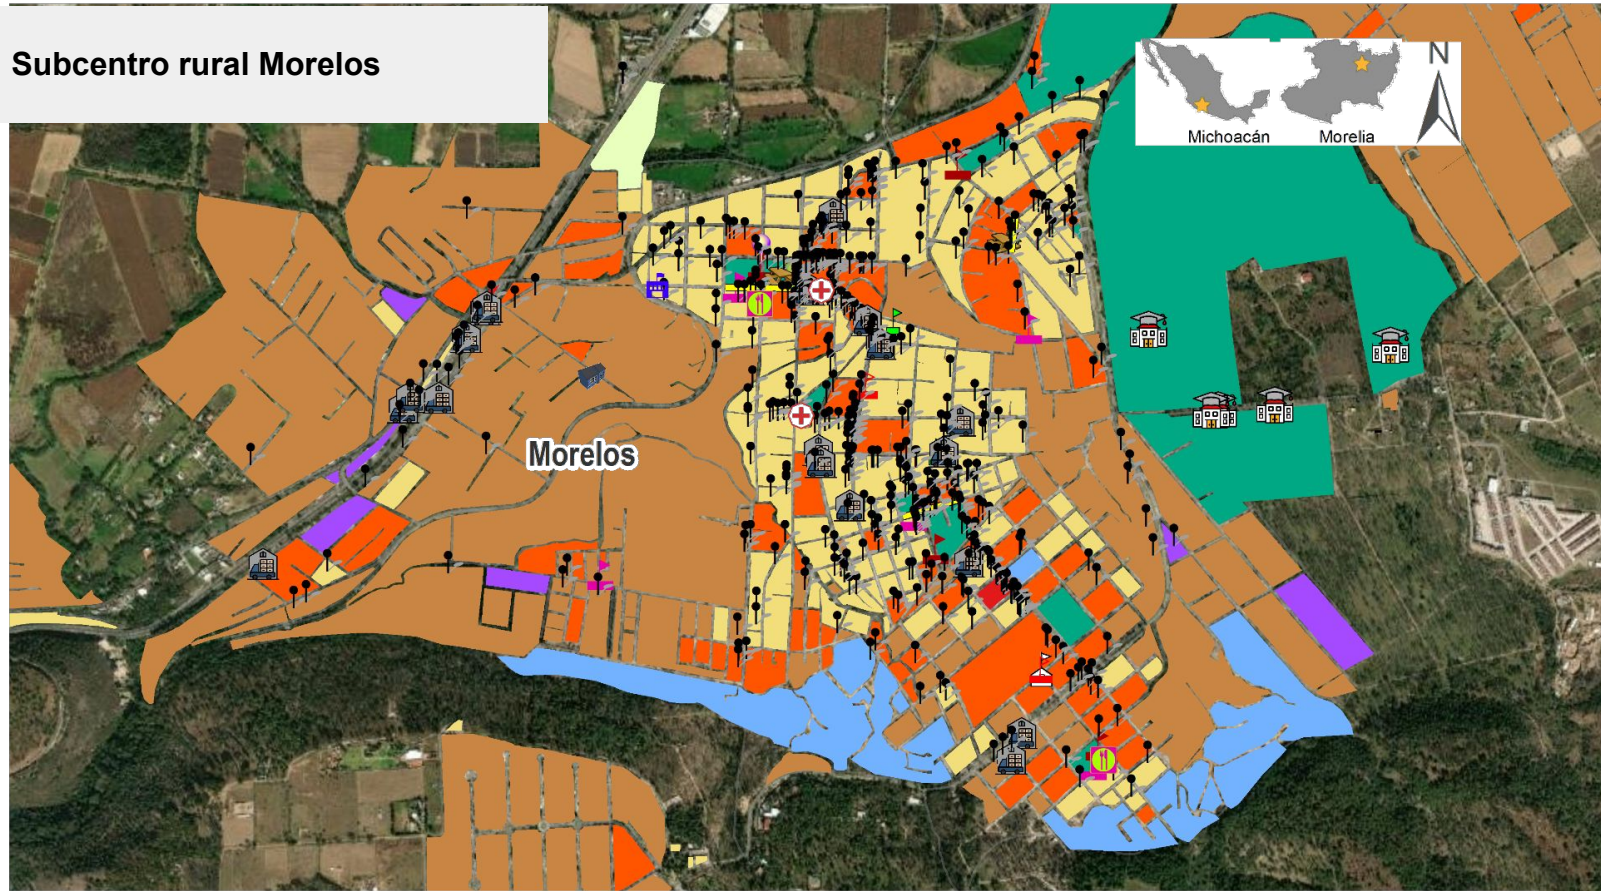 Subcentro rural Morelos
N
Michoacán
Morelia
Morelos